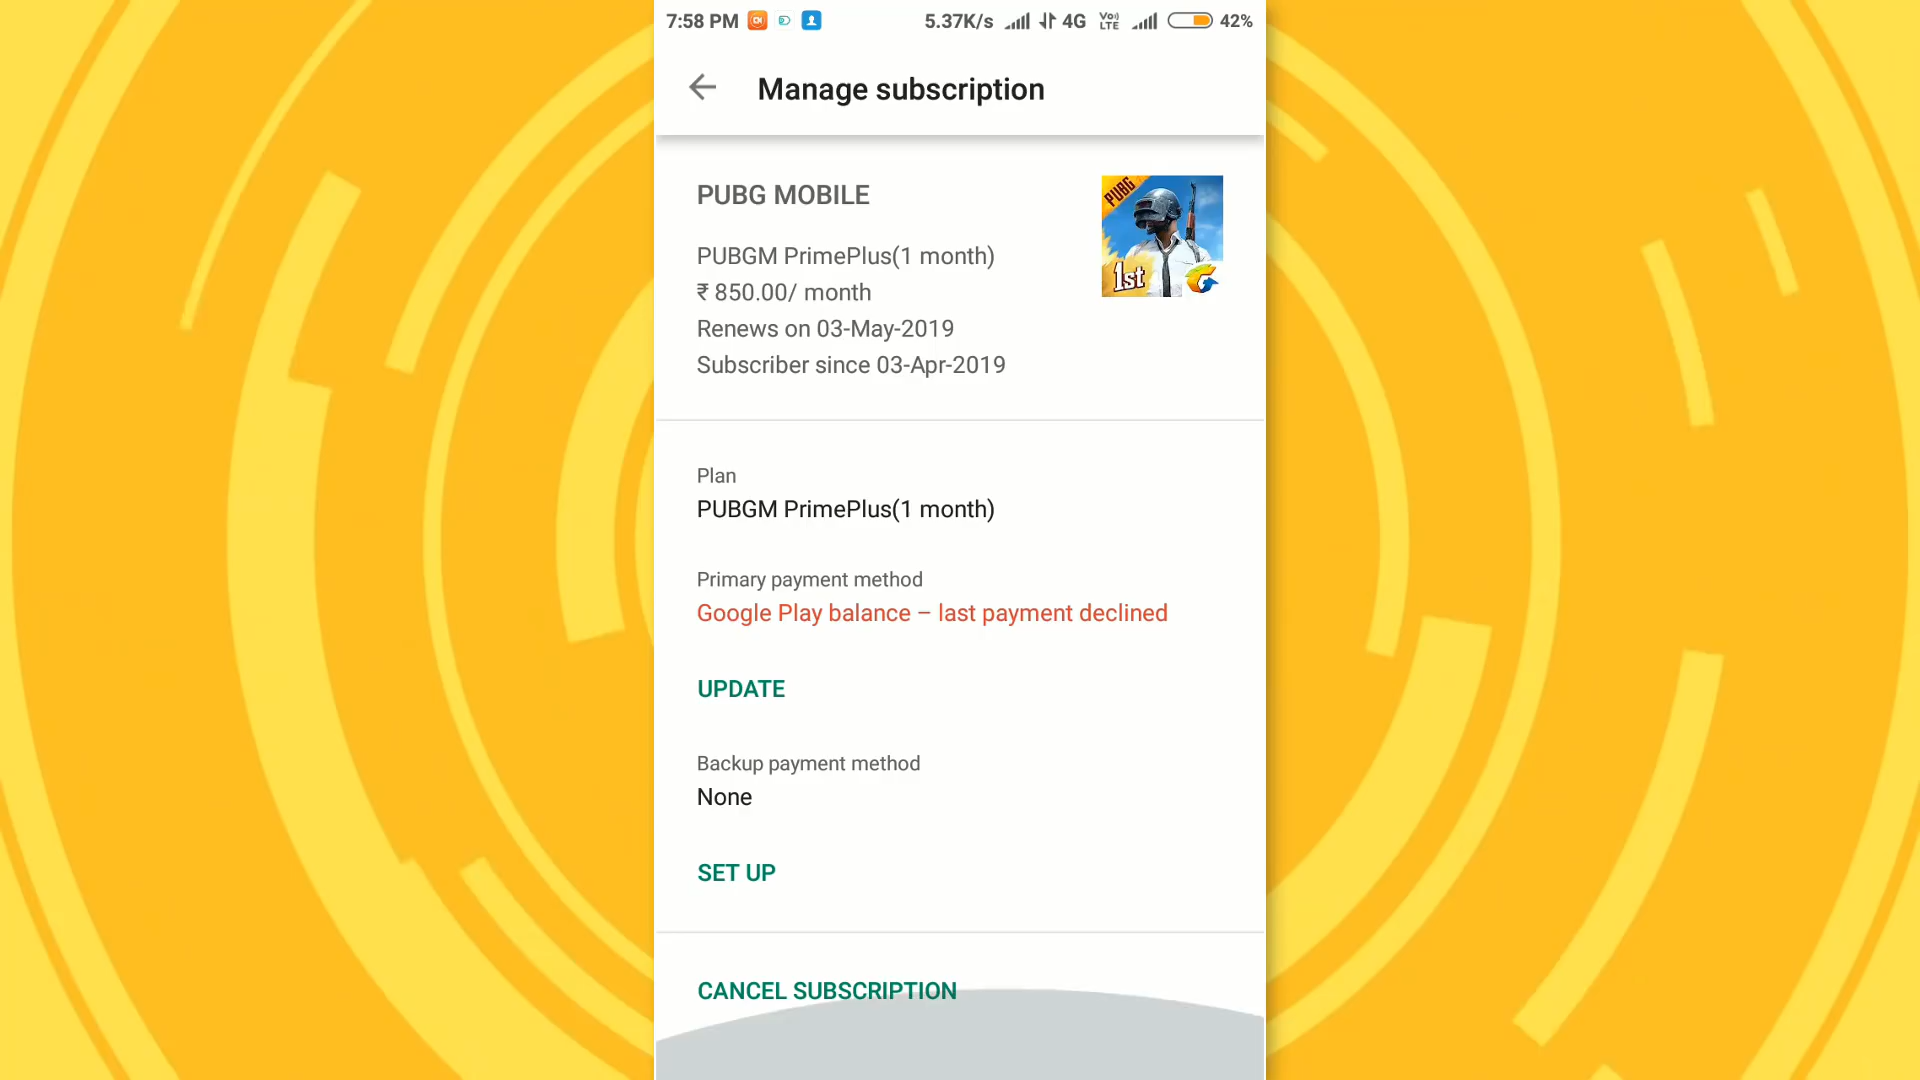 7:58 PM 5.37K/s 4G Vo) LTE 42%
Manage subscription
PUBG MOBILE
PUBG
1st
PUBGM PrimePlus(1 month)
₹ 850.00/ month
Renews on 03-May-2019
Subscriber since 03-Apr-2019
Plan
PUBGM PrimePlus(1 month)
Primary payment method
Google Play balance – last payment declined
UPDATE
Backup payment method
None
SET UP
CANCEL SUBSCRIPTION